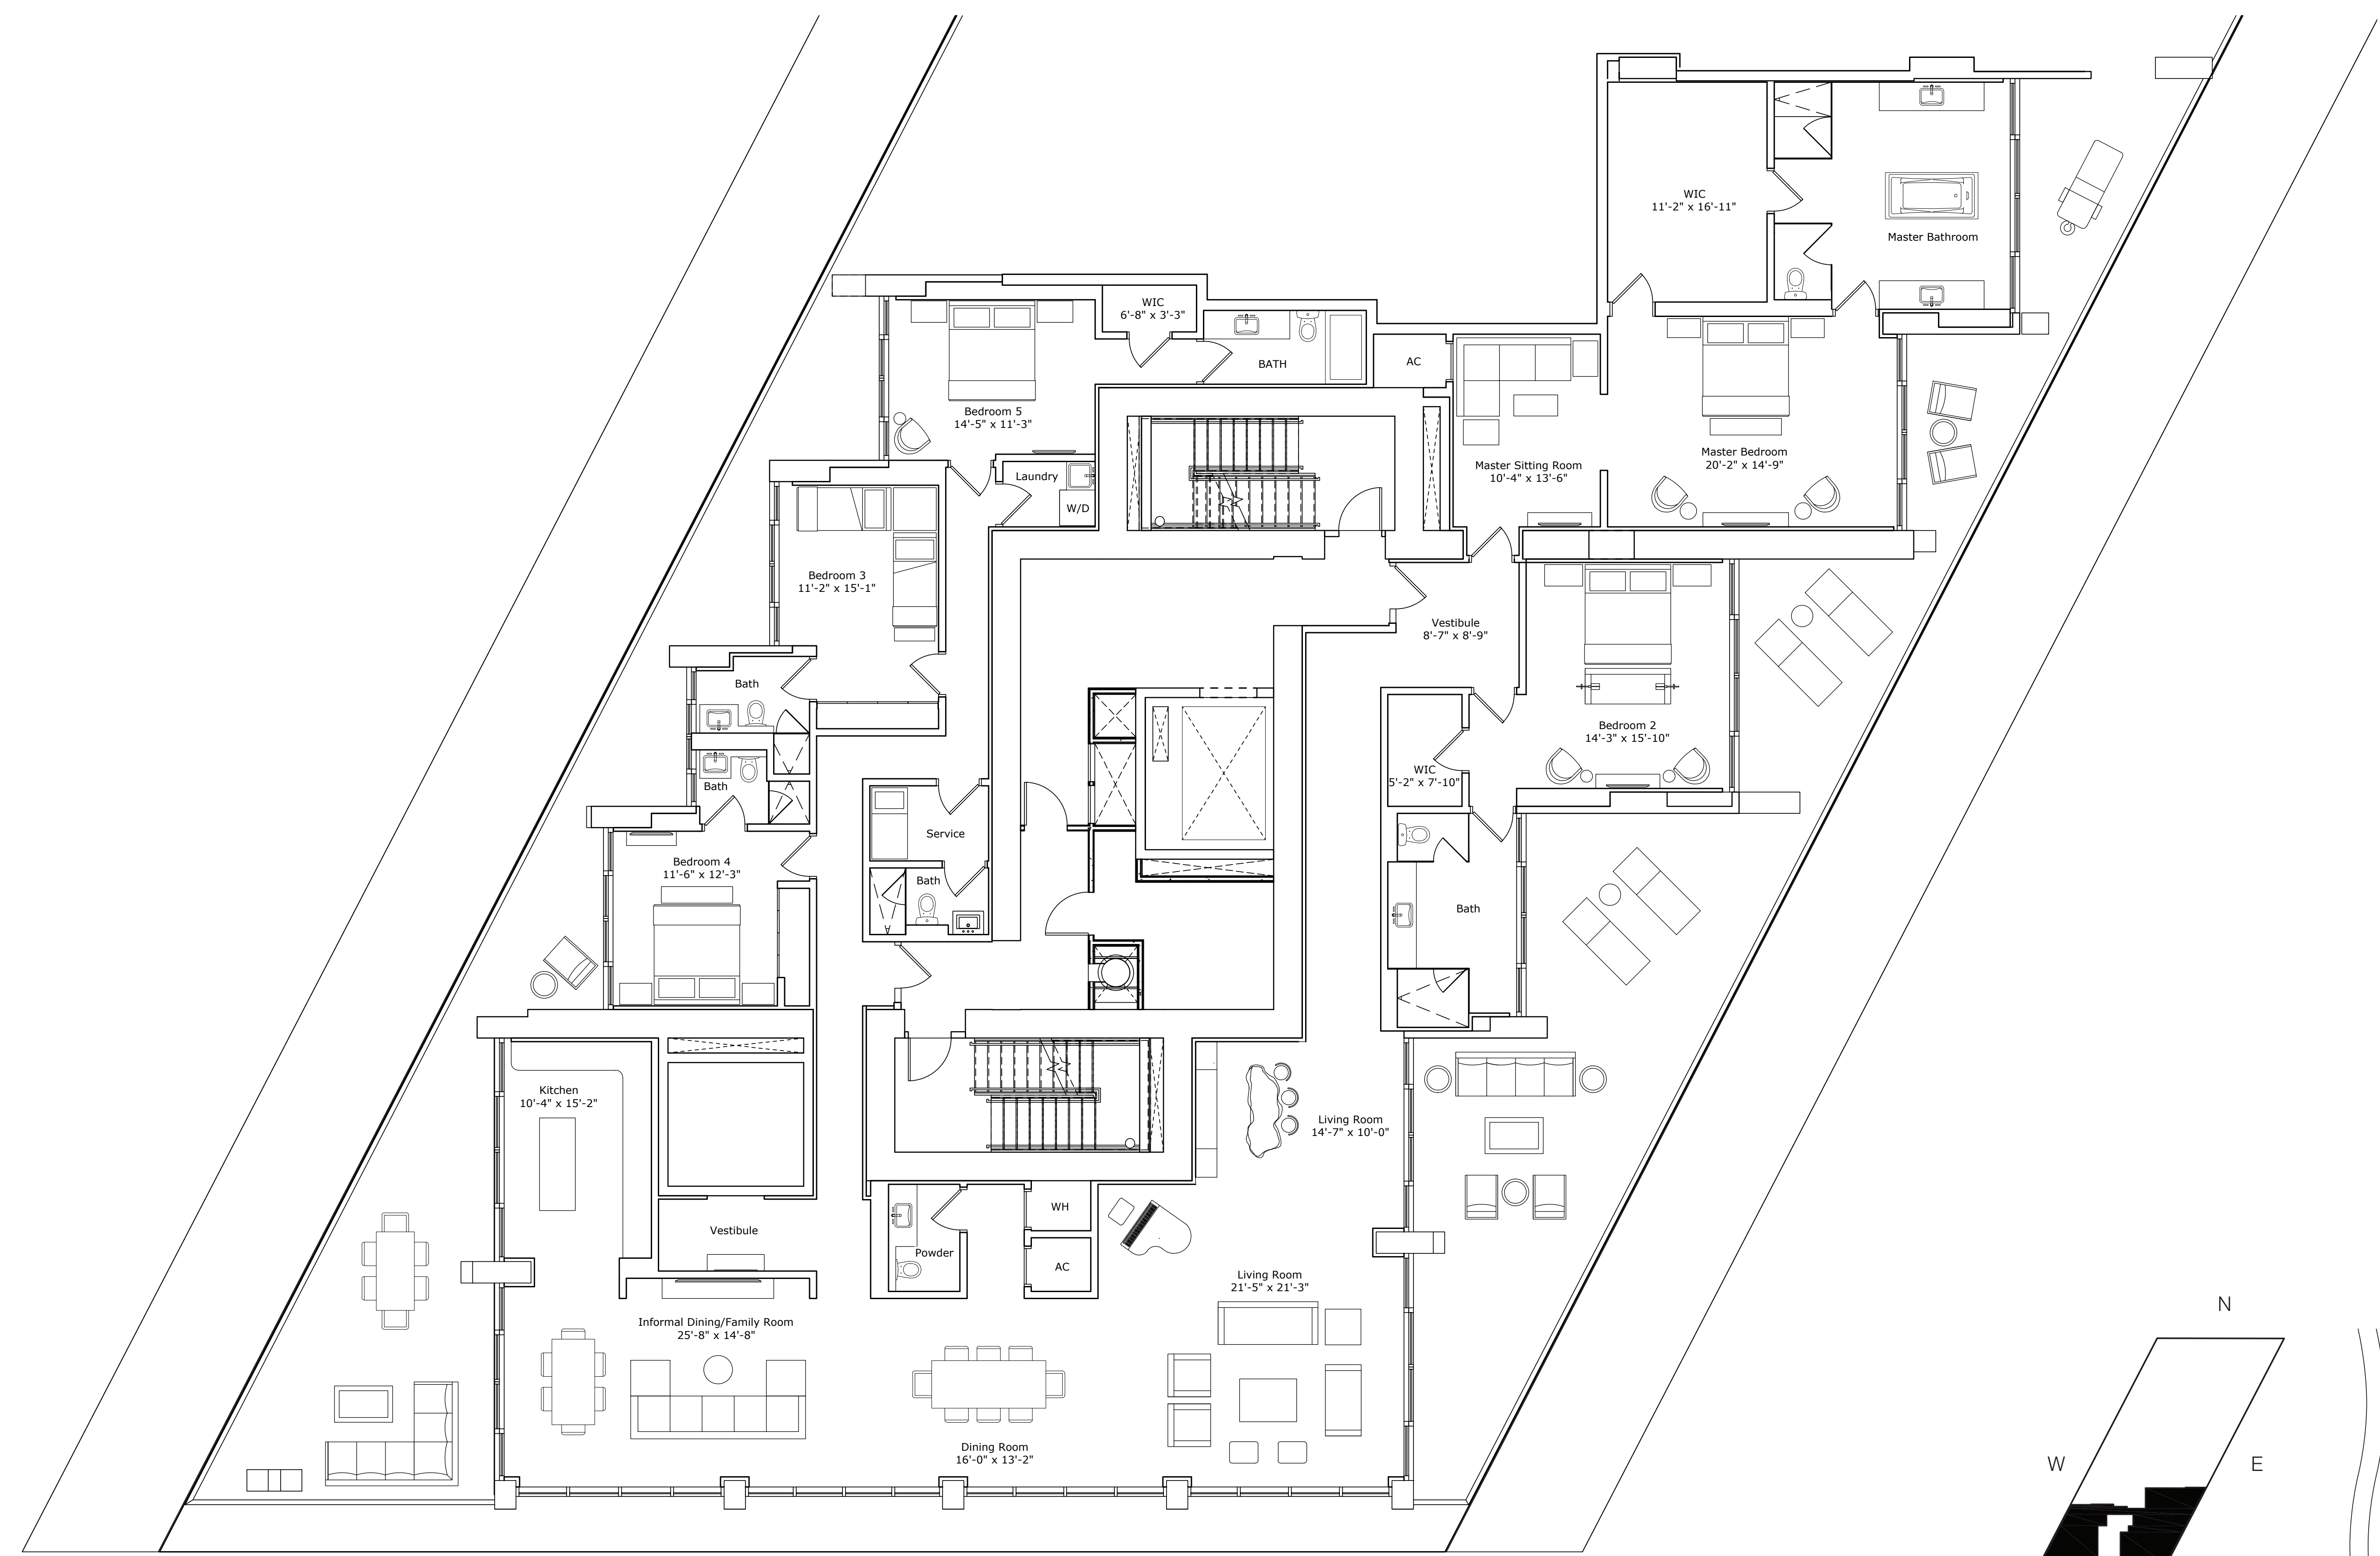 WIC
11'-2" x 16'-11"
Master Bathroom
WIC
6'-8" x 3'-3"
BATH
AC
Bedroom 5
14'-5" x 11'-3"
Master Bedroom
20'-2" x 14'-9"
Master Sitting Room
10'-4" x 13'-6"
Laundry
W/D
Bedroom 3
11'-2" x 15'-1"
Vestibule
8'-7" x 8'-9"
Bath
Bedroom 2
14'-3" x 15'-10"
WIC
5'-2" x 7'-10"
Bath
Service
Bedroom 4
11'-6" x 12'-3"
Bath
Bath
Kitchen
10'-4" x 15'-2"
Living Room
14'-7" x 10'-0"
WH
Vestibule
Powder
AC
Living Room
21'-5" x 21'-3"
Informal Dining/Family Room
25'-8" x 14'-8"
Dining Room
16'-0" x 13'-2"
N
W
E